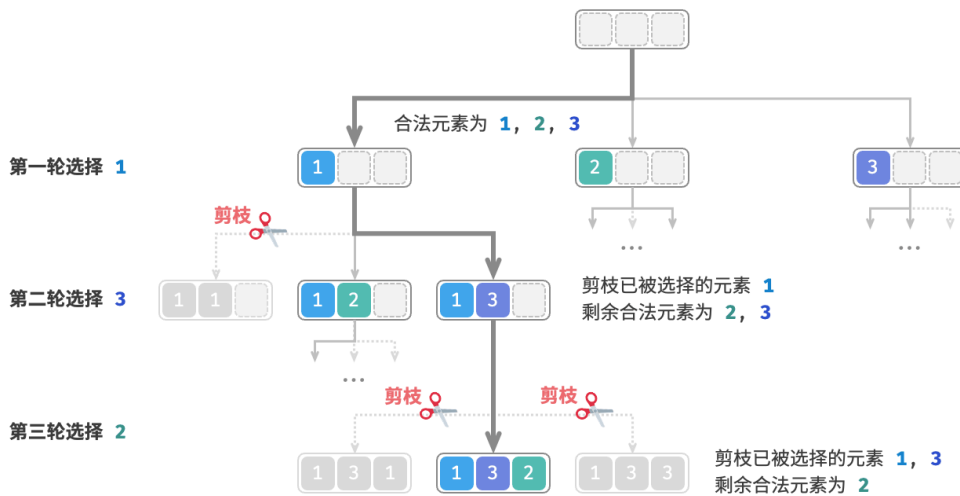 合法元素为 1, 2, 3
第一轮选择 1
1
2
3
剪枝
...
...
第二轮选择 3
1 1
1 2
1 3
剪枝已被选择的元素 1
剩余合法元素为 2, 3
...
剪枝
剪枝
第三轮选择 2
1 3 1
1 3 2
1 3 3
剪枝已被选择的元素 1, 3
剩余合法元素为 2